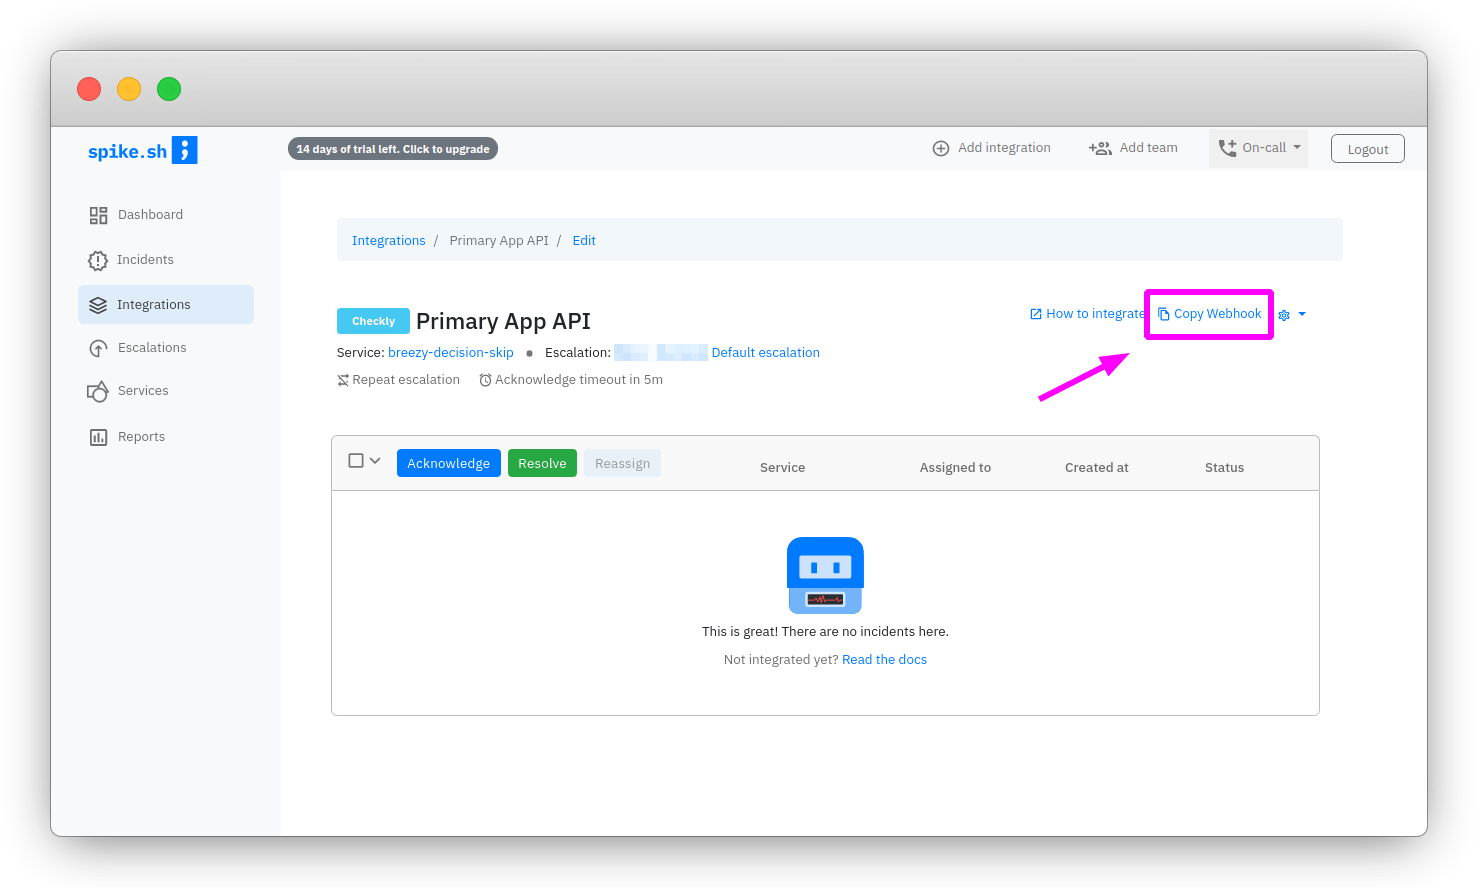 spike.sh
14 days of trial left. Click to upgrade
Add integration
Add team
On-call
Logout
Dashboard
Incidents
Integrations
Escalations
Services
Reports
Integrations / Primary App API / Edit
Checkly Primary App API
How to integrate
Copy Webhook
Service: breezy-decision-skip • Escalation: Default escalation
Repeat escalation Acknowledge timeout in 5m
Acknowledge Resolve Reassign Service Assigned to Created at Status
This is great! There are no incidents here.
Not integrated yet? Read the docs